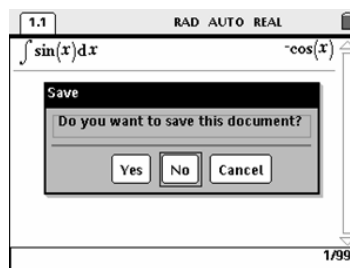 1.1 RAD AUTO REAL
∫sin(x)dx ⁻cos(x)
Save
Do you want to save this document?
Yes No Cancel
1/99